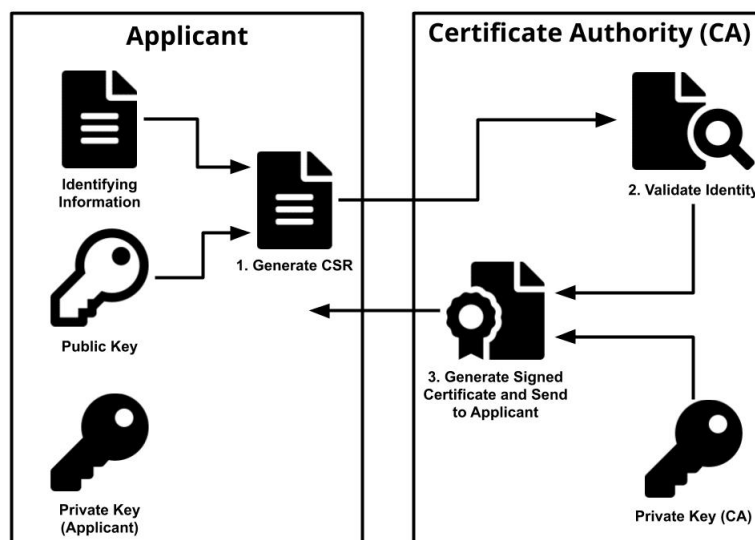 Applicant
Identifying
Information
1. Generate CSR
Public Key
Private Key
(Applicant)
Certificate Authority (CA)
2. Validate Identity
3. Generate Signed
Certificate and Send
to Applicant
Private Key (CA)